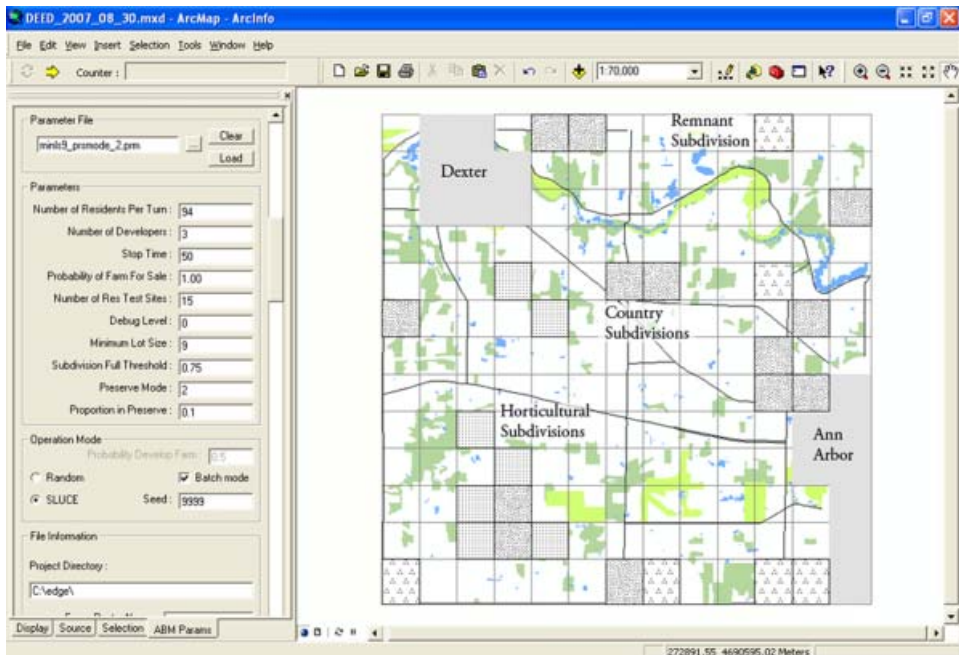 DEED_2007_08_30.mxd - ArcMap - ArcInfo
File Edit View Insert Selection Tools Window Help
Counter : 1:70,000
Parameter File
Clear
Load
Parameters
Number of Residents Per Turn : 94
Number of Developers : 3
Stop Time : 50
Probability of Farm For Sale : 1.00
Number of Res Test Sites : 15
Debug Level : 0
Minimum Lot Size : 9
Subdivision Full Threshold : 0.75
Preserve Mode : 2
Proportion in Preserve : 0.1
Operation Mode
Probability Develop Farm : 0.5
Random Batch mode
SLUCE Seed : 9999
File Information
Project Directory :
C:\edge\
Display Source Selection ABM Params
Remnant
Subdivision
Dexter
Country
Subdivisions
Horticultural
Subdivisions
Ann
Arbor
272891.55 4690595.02 Meters